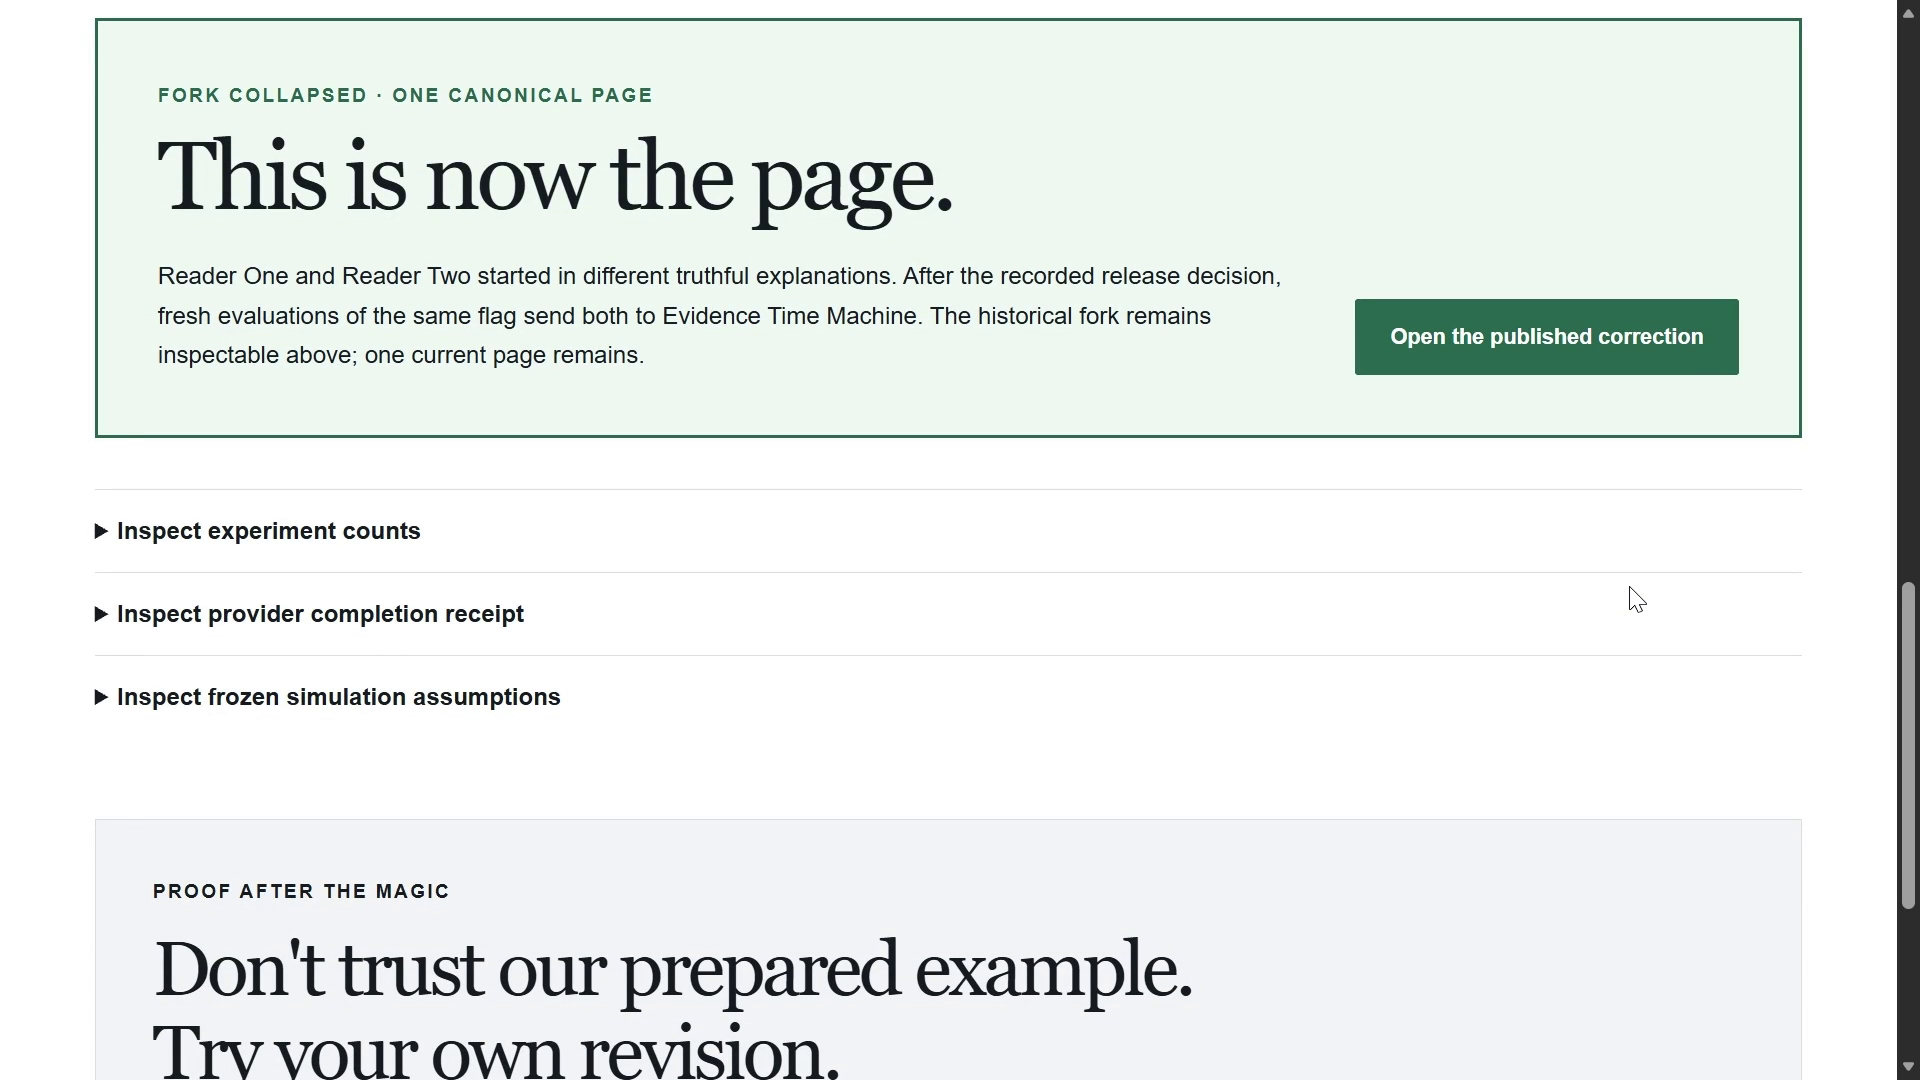 FORK COLLAPSED · ONE CANONICAL PAGE
This is now the page.
Reader One and Reader Two started in different truthful explanations. After the recorded release decision,
fresh evaluations of the same flag send both to Evidence Time Machine. The historical fork remains
inspectable above; one current page remains.
Open the published correction
Inspect experiment counts
Inspect provider completion receipt
Inspect frozen simulation assumptions
PROOF AFTER THE MAGIC
Don't trust our prepared example.
Try your own revision.